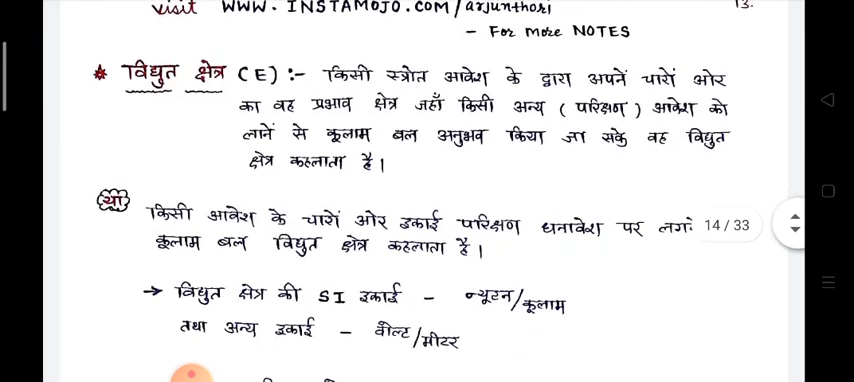 visit WWW.INSTAMOJO.COM/arjunthori
13.
- FOR MORE NOTES
* विद्युत क्षेत्र (E) :- किसी स्त्रोत आवेश के द्वारा अपनें चारों ओर
का वह प्रभाव क्षेत्र जहाँ किसी अन्य (परिक्षण) आवेश को
लानें से कूलाम बल अनुभव किया जा सके वह विद्युत
क्षेत्र कहलाता है।
या
किसी आवेश के चारों ओर इकाई परिक्षण धनावेश पर लगने
14/33
कूलाम बल विद्युत क्षेत्र कहलाता है।
→ विद्युत क्षेत्र की SI इकाई - न्यूटन/कूलाम
तथा अन्य इकाई - वोल्ट/मीटर